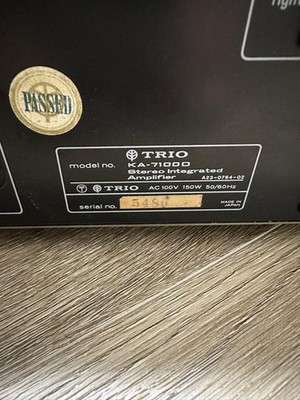 PASSED
TRIO
model no. KA-7100D
Stereo Integrated
Amplifier A23-0784-02
T TRIO AC 100V 150W 50/60Hz
serial no. MADE IN
JAPAN